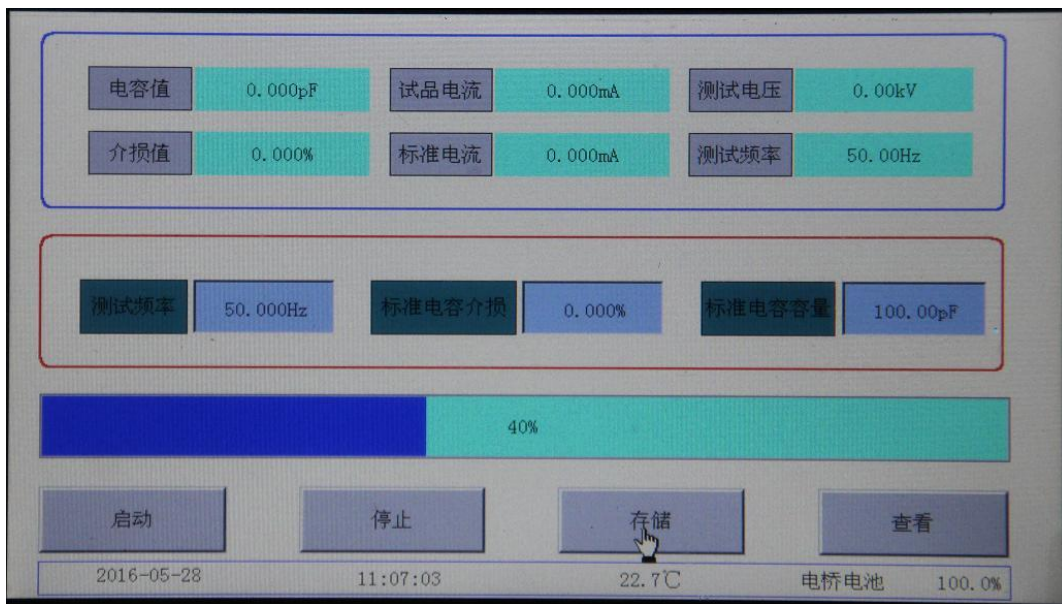 电容值 0.000pF 试品电流 0.000mA 测试电压 0.00kV
介损值 0.000% 标准电流 0.000mA 测试频率 50.00Hz
测试频率 50.000Hz 标准电容介损 0.000% 标准电容容量 100.00pF
40%
启动 停止 存储 查看
2016-05-28 11:07:03 22.7℃ 电桥电池 100.0%